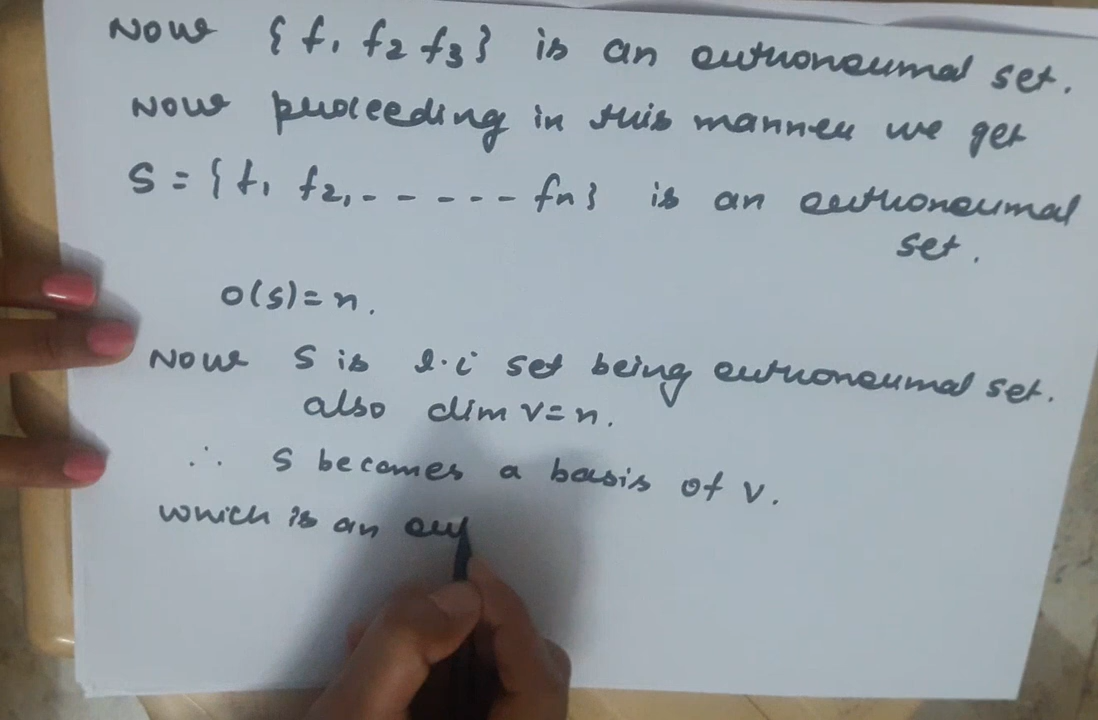 Now {f1 f2 f3} is an orthonormal set.
Now proceeding in this manner we get
S = {f1 f2, - - - - - - fn} is an orthonormal
set.
o(s) = n.
Now S is l.i set being orthonormal set.
also dim V = n.
∴ S becomes a basis of V.
which is an